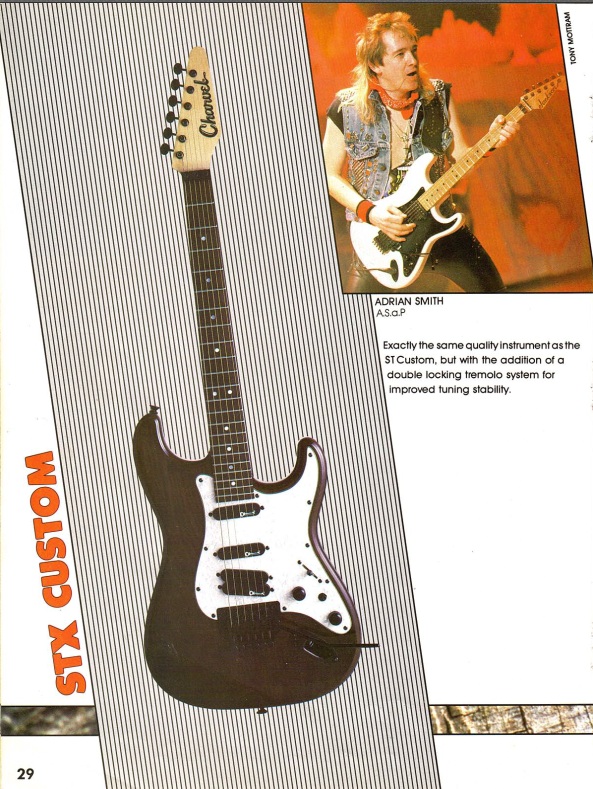 TONY MOTTRAM
Charvel
ADRIAN SMITH
A.S.a.P
Exactly the same quality instrument as the
ST Custom, but with the addition of a
double locking tremolo system for
improved tuning stability.
STX CUSTOM
29